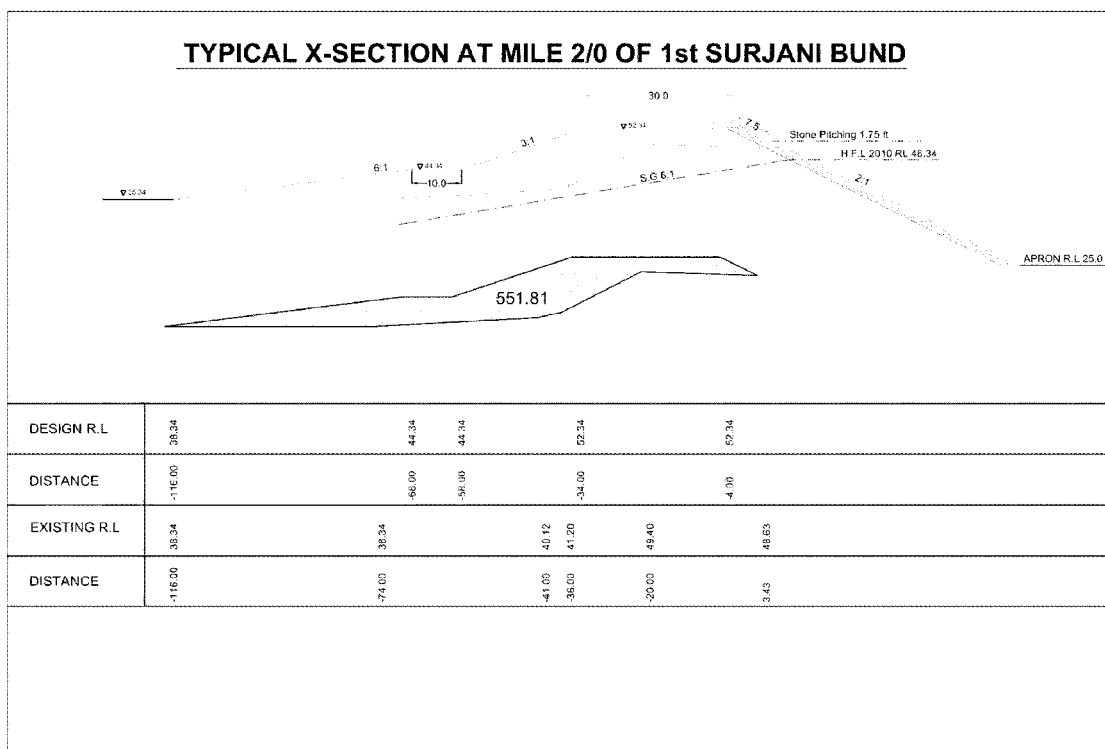 TYPICAL X-SECTION AT MILE 2/0 OF 1st SURJANI BUND
30.0
7.5
52.34
Stone Pitching 1.75 ft
3:1
H.F.L 2010 RL 46.34
6:1
44.34
10.0
S.G 6:1
2:1
APRON R.L 25.0
551.81
DESIGN R.L 38.34 44.34 44.34 52.34 52.34
DISTANCE -116.00 -58.00 -34.00 -4.00
EXISTING R.L 38.34 38.34 40.12 41.20 49.40 48.63
DISTANCE -116.00 -74.00 -41.00 -36.00 -20.00 3.43